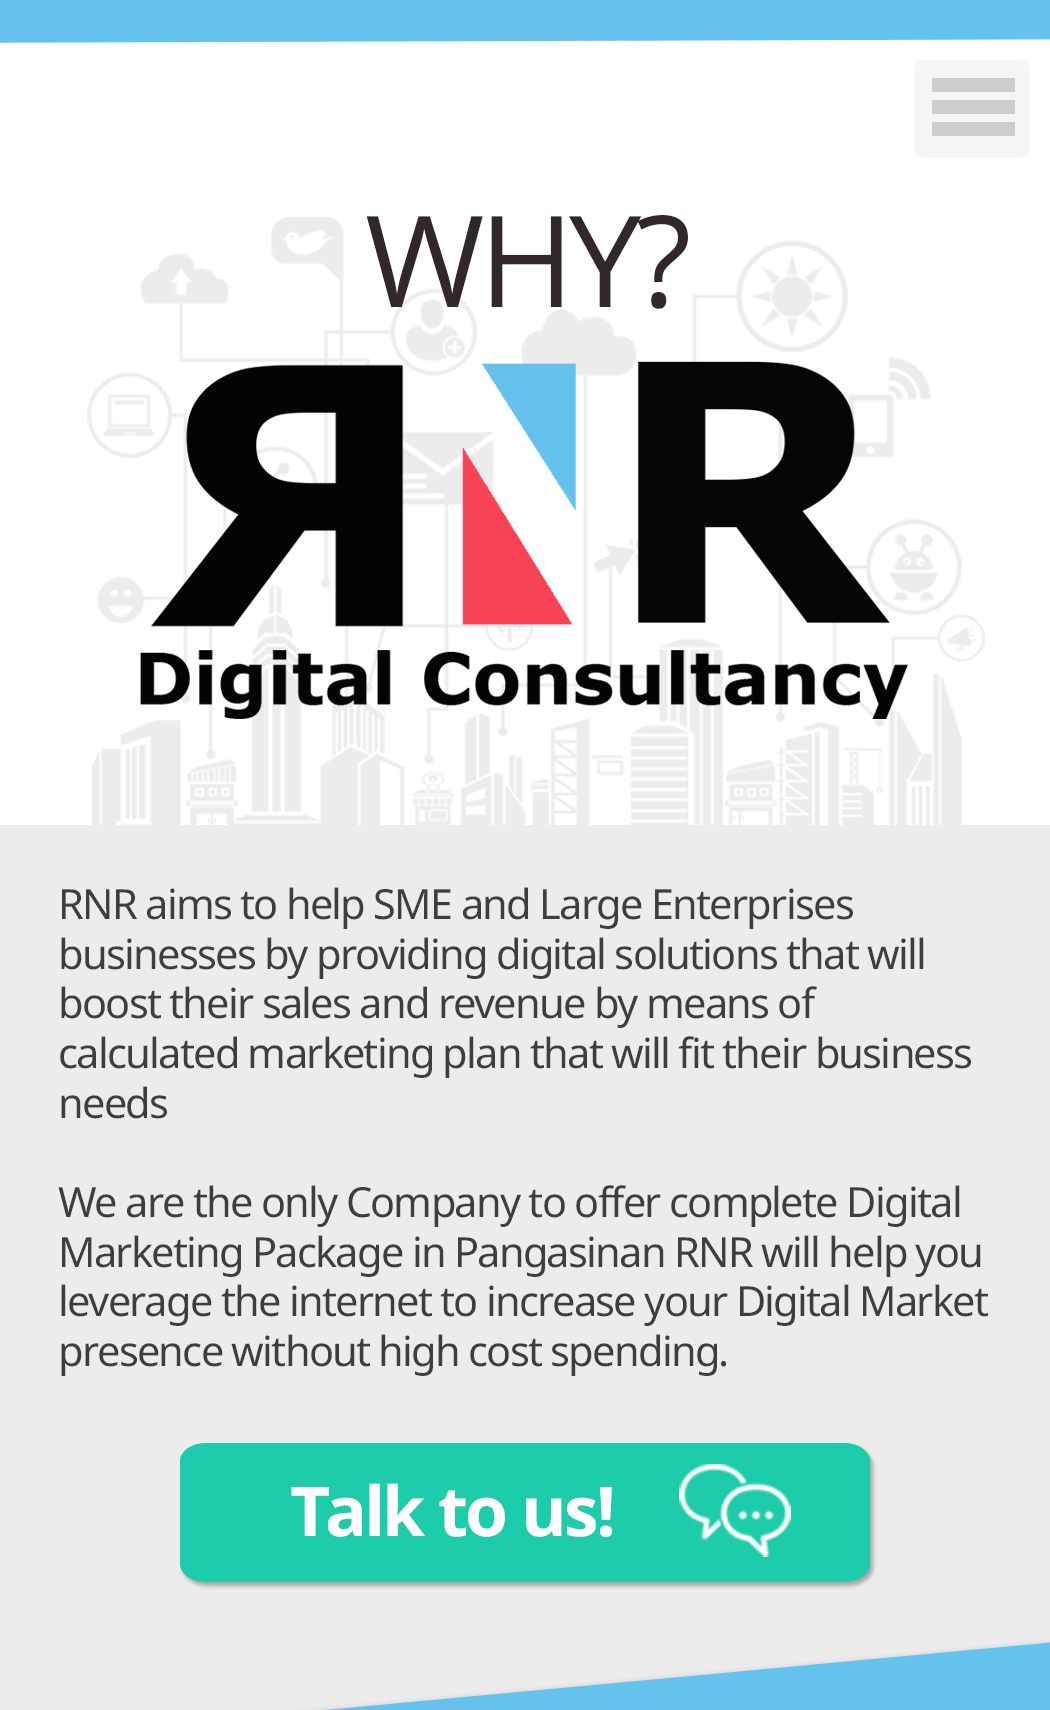 WHY?
RNR
Digital Consultancy
RNR aims to help SME and Large Enterprises
businesses by providing digital solutions that will
boost their sales and revenue by means of
calculated marketing plan that will fit their business
needs
We are the only Company to offer complete Digital
Marketing Package in Pangasinan RNR will help you
leverage the internet to increase your Digital Market
presence without high cost spending.
Talk to us!